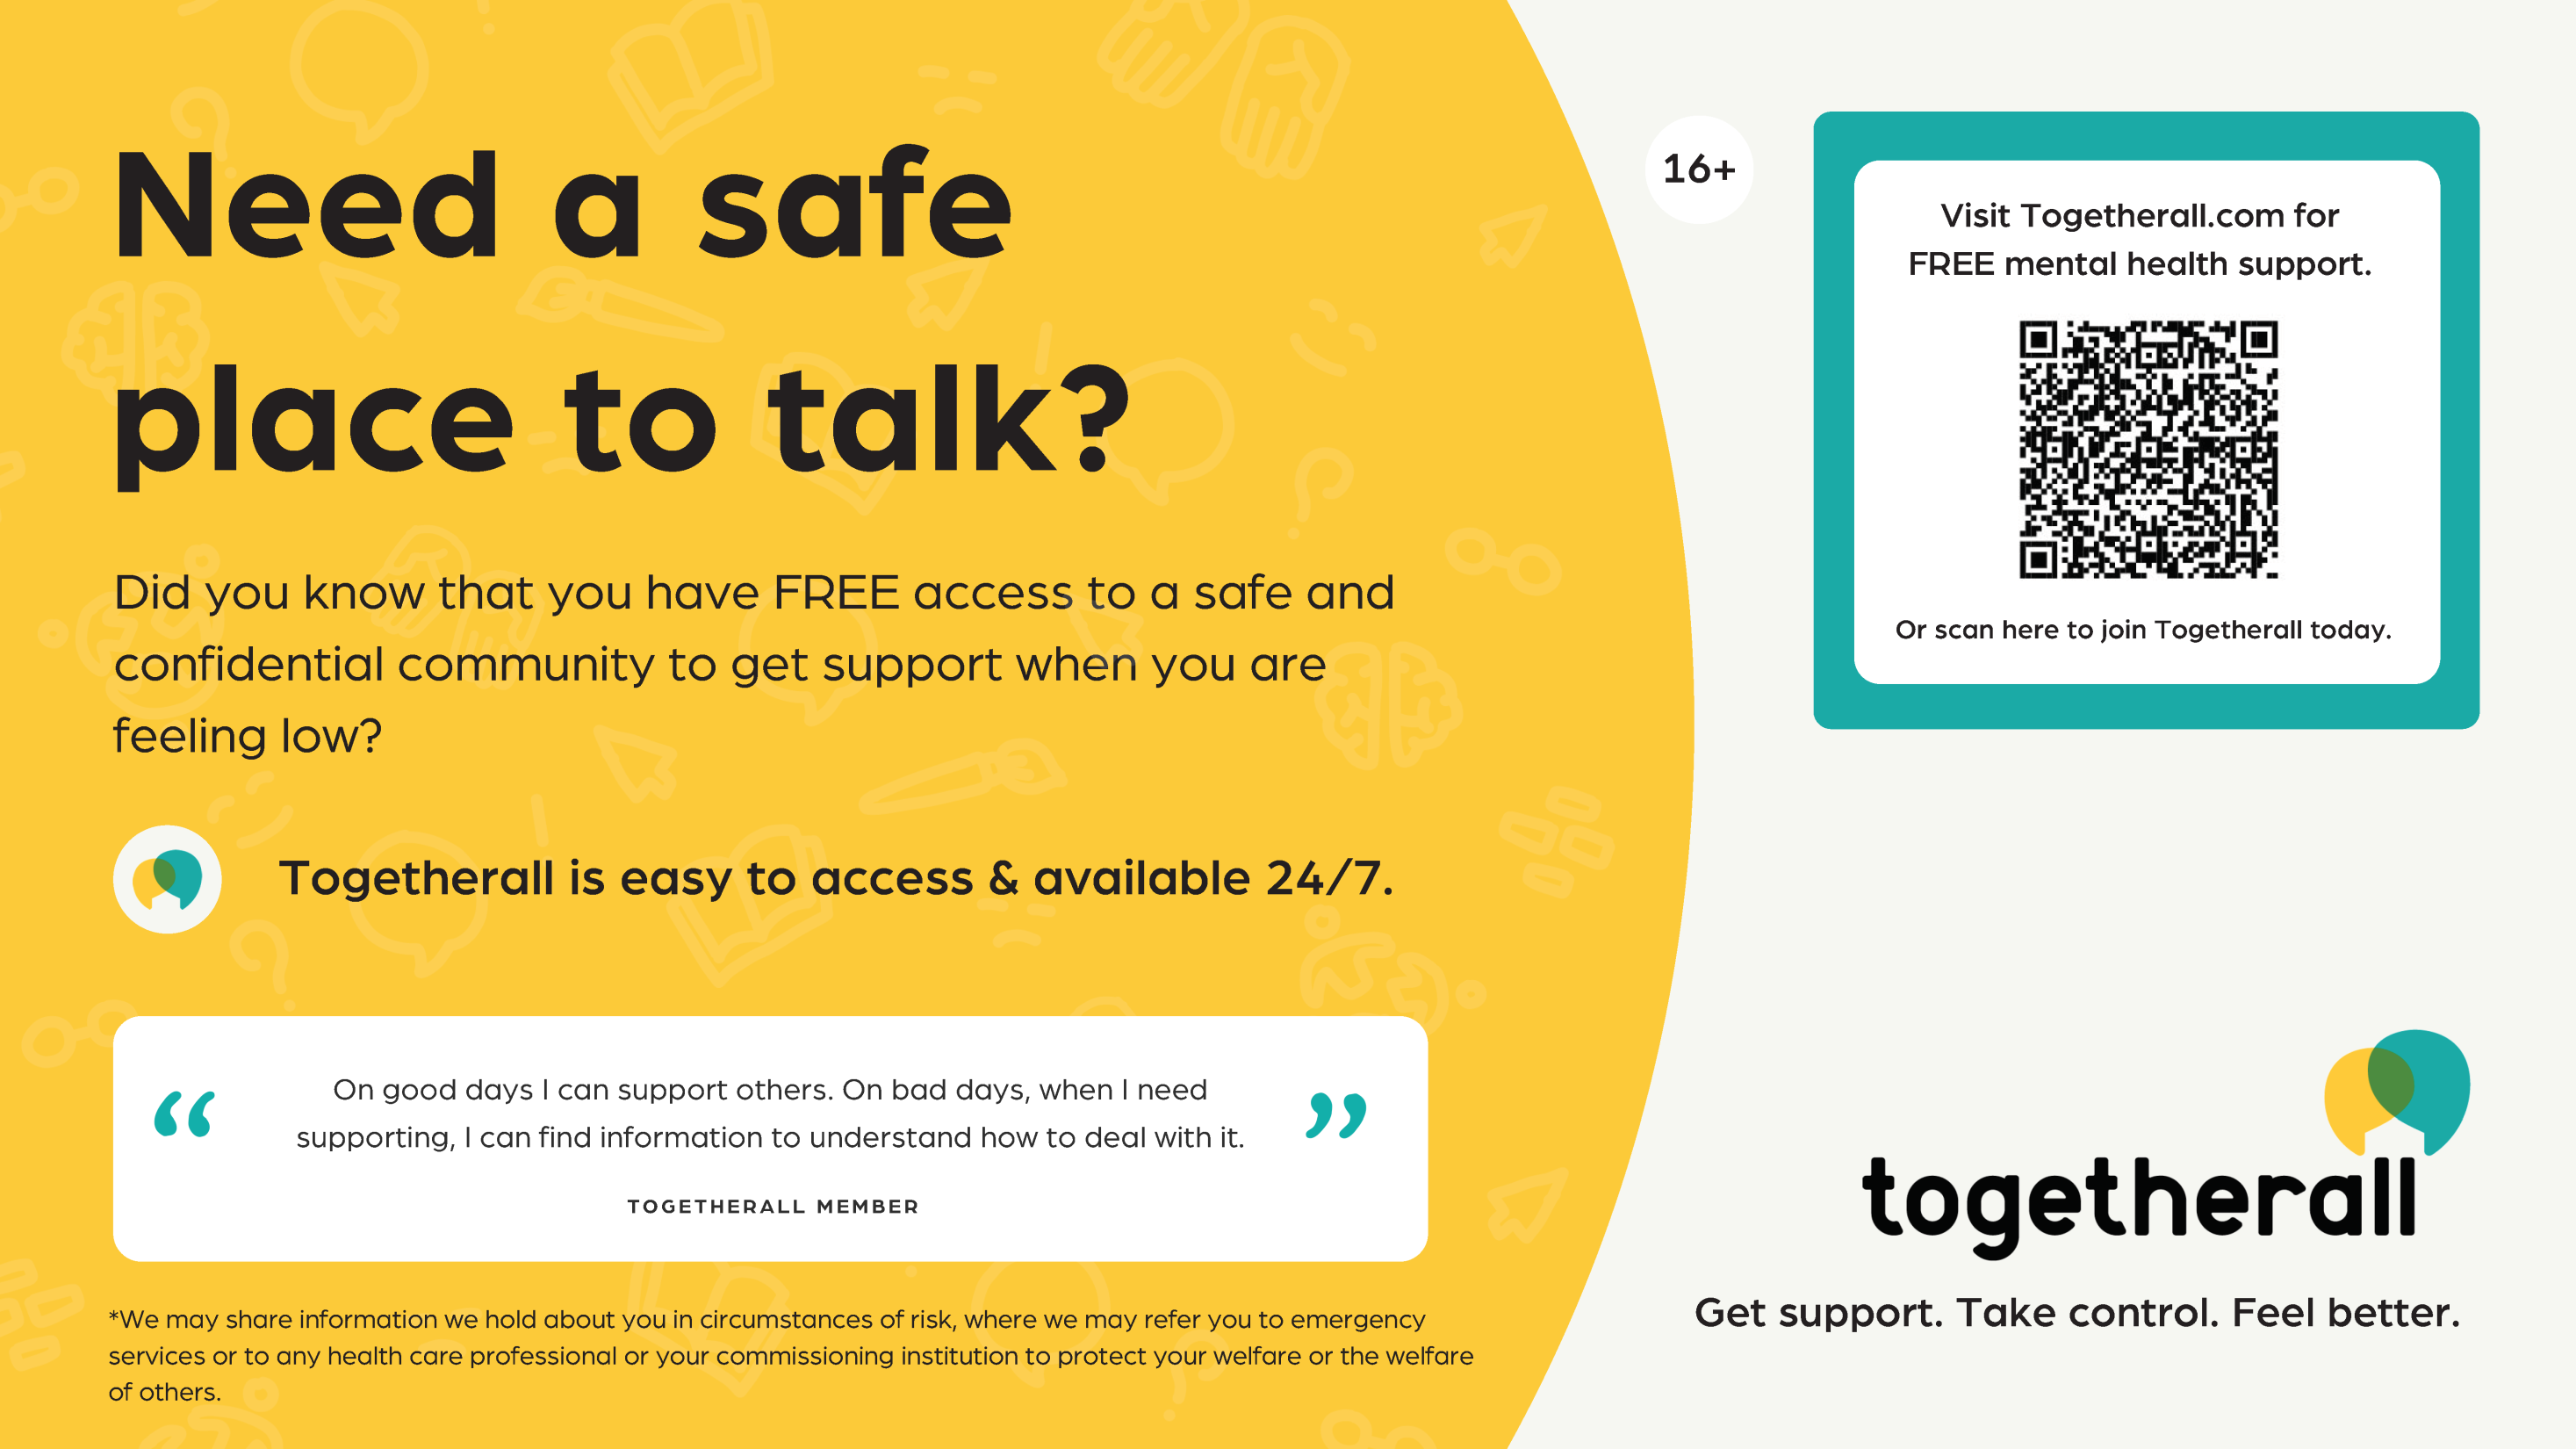 Need a safe
place to talk?
Did you know that you have FREE access to a safe and
confidential community to get support when you are
feeling low?
Togetherall is easy to access & available 24/7.
“ On good days I can support others. On bad days, when I need
supporting, I can find information to understand how to deal with it. ”
TOGETHERALL MEMBER
*We may share information we hold about you in circumstances of risk, where we may refer you to emergency
services or to any health care professional or your commissioning institution to protect your welfare or the welfare
of others.
16+
Visit Togetherall.com for
FREE mental health support.
Or scan here to join Togetherall today.
togetherall
Get support. Take control. Feel better.